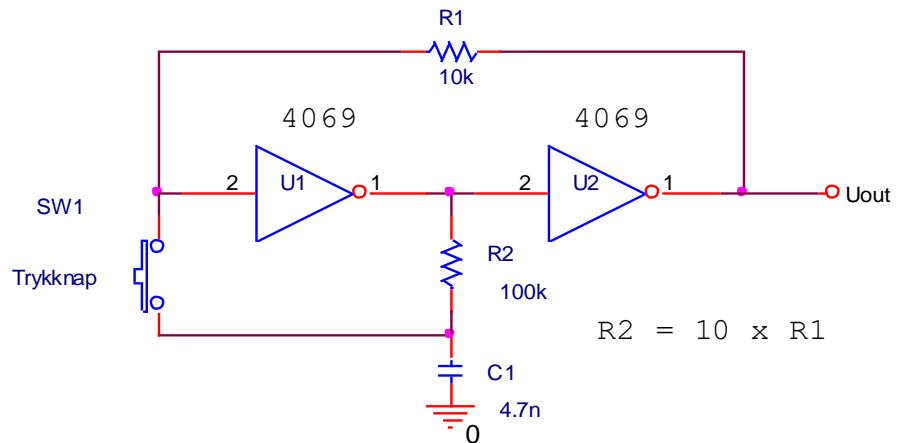 R1
10k
4069
4069
2
U1
1
2
U2
1
Uout
SW1
Trykknap
R2
100k
R2 = 10 x R1
C1
4.7n
0